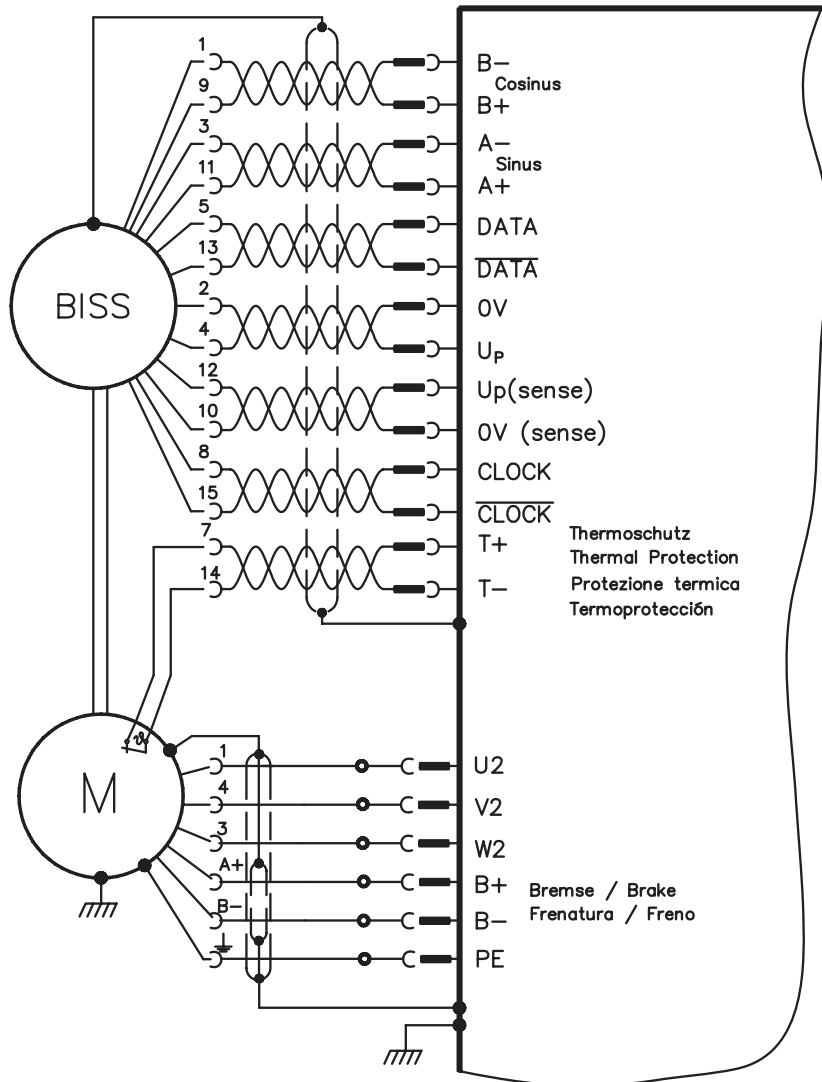 1 B−
Cosinus
9 B+
3 A−
Sinus
11 A+
5 DATA
13 D̅A̅T̅A̅
BISS
2 0V
4 Uₚ
12 Up(sense)
10 0V (sense)
8 CLOCK
15 C̅L̅O̅C̅K̅
7 T+
14 T−
Thermoschutz
Thermal Protection
Protezione termica
Termoprotección
ϑ
M
1 U2
4 V2
3 W2
A+ B+
B− B−
Bremse / Brake
Frenatura / Freno
PE